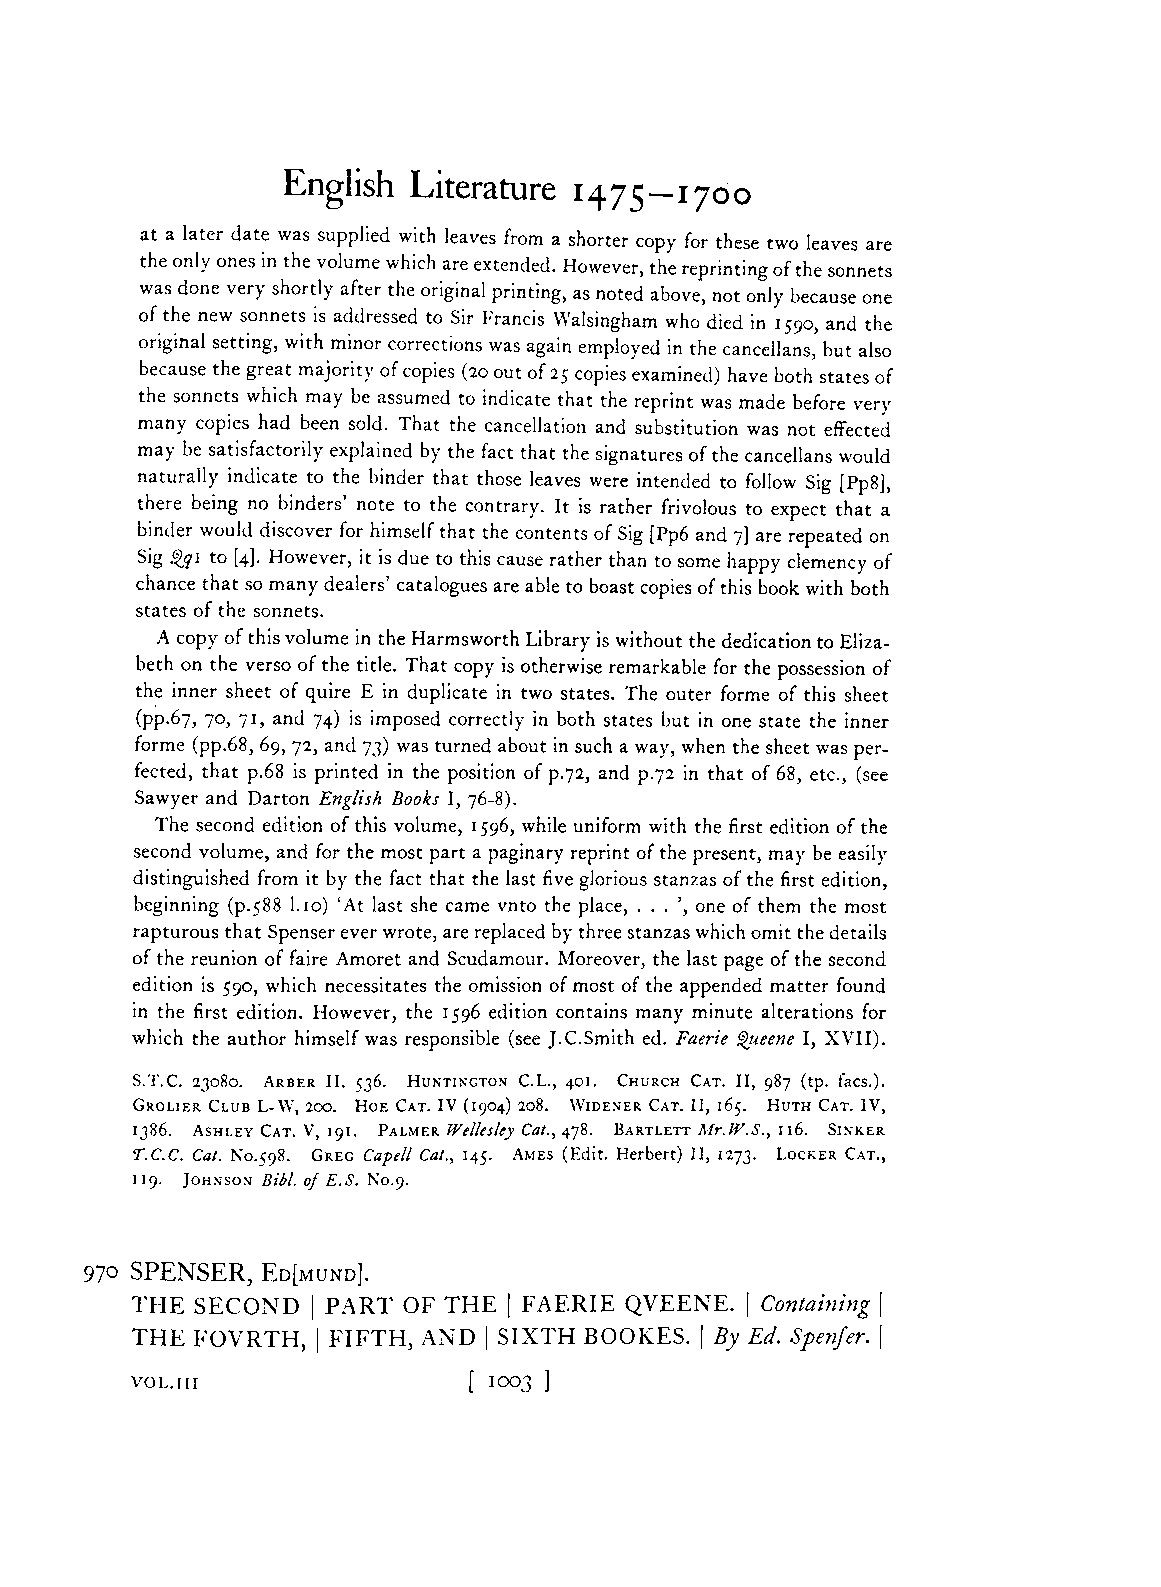 English Literature 1475–1700
at a later date was supplied with leaves from a shorter copy for these two leaves are
the only ones in the volume which are extended. However, the reprinting of the sonnets
was done very shortly after the original printing, as noted above, not only because one
of the new sonnets is addressed to Sir Francis Walsingham who died in 1590, and the
original setting, with minor corrections was again employed in the cancellans, but also
because the great majority of copies (20 out of 25 copies examined) have both states of
the sonnets which may be assumed to indicate that the reprint was made before very
many copies had been sold. That the cancellation and substitution was not effected
may be satisfactorily explained by the fact that the signatures of the cancellans would
naturally indicate to the binder that those leaves were intended to follow Sig [Pp8],
there being no binders' note to the contrary. It is rather frivolous to expect that a
binder would discover for himself that the contents of Sig [Pp6 and 7] are repeated on
Sig Qq1 to [4]. However, it is due to this cause rather than to some happy clemency of
chance that so many dealers' catalogues are able to boast copies of this book with both
states of the sonnets.
A copy of this volume in the Harmsworth Library is without the dedication to Eliza-
beth on the verso of the title. That copy is otherwise remarkable for the possession of
the inner sheet of quire E in duplicate in two states. The outer forme of this sheet
(pp.67, 70, 71, and 74) is imposed correctly in both states but in one state the inner
forme (pp.68, 69, 72, and 73) was turned about in such a way, when the sheet was per-
fected, that p.68 is printed in the position of p.72, and p.72 in that of 68, etc., (see
Sawyer and Darton English Books I, 76-8).
The second edition of this volume, 1596, while uniform with the first edition of the
second volume, and for the most part a paginary reprint of the present, may be easily
distinguished from it by the fact that the last five glorious stanzas of the first edition,
beginning (p.588 l.10) 'At last she came vnto the place, . . . ', one of them the most
rapturous that Spenser ever wrote, are replaced by three stanzas which omit the details
of the reunion of faire Amoret and Scudamour. Moreover, the last page of the second
edition is 590, which necessitates the omission of most of the appended matter found
in the first edition. However, the 1596 edition contains many minute alterations for
which the author himself was responsible (see J.C.Smith ed. Faerie Queene I, XVII).
S.T.C. 23080. ARBER II. 536. HUNTINGTON C.L., 401. CHURCH CAT. II, 987 (tp. facs.).
GROLIER CLUB L-W, 200. HOE CAT. IV (1904) 208. WIDENER CAT. II, 165. HUTH CAT. IV,
1386. ASHLEY CAT. V, 191. PALMER Wellesley Cat., 478. BARTLETT Mr.W.S., 116. SINKER
T.C.C. Cat. No.598. GREG Capell Cat., 145. AMES (Edit. Herbert) II, 1273. LOCKER CAT.,
119. JOHNSON Bibl. of E.S. No.9.
970 SPENSER, ED[MUND].
THE SECOND | PART OF THE | FAERIE QVEENE. | Containing |
THE FOVRTH, | FIFTH, AND | SIXTH BOOKES. | By Ed. Spenſer. |
VOL.III [ 1003 ]